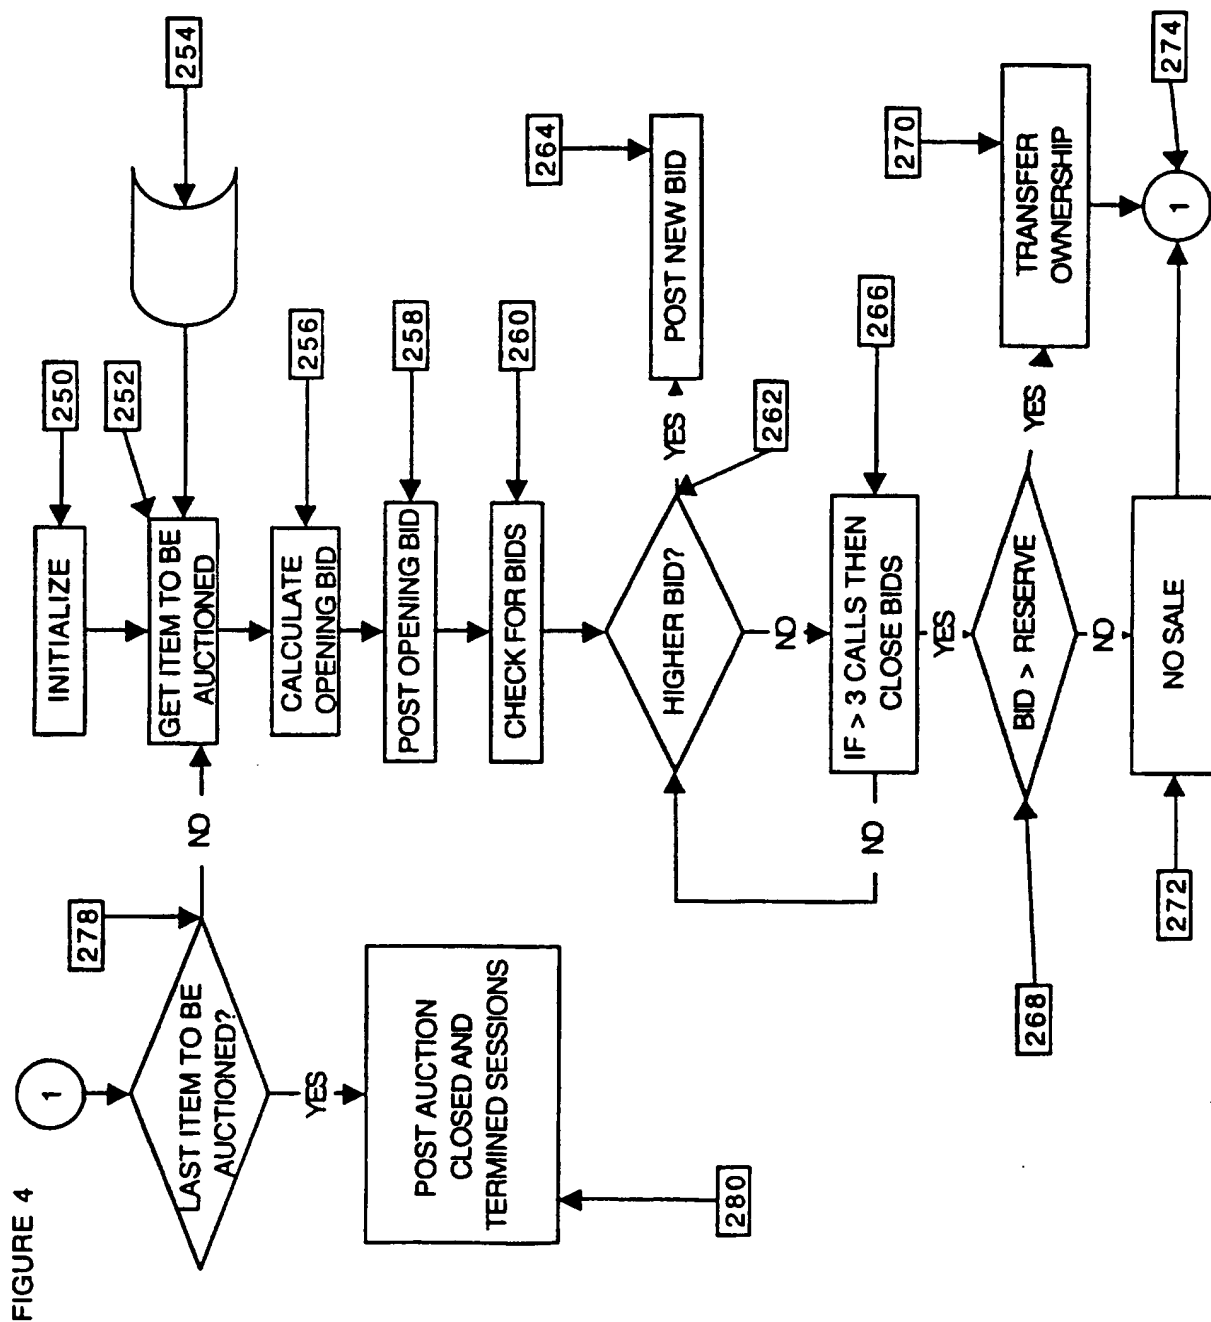 FIGURE 4
1
LAST ITEM TO BE
AUCTIONED?
278
NO
YES
POST AUCTION
CLOSED AND
TERMINED SESSIONS
280
INITIALIZE
250
252
GET ITEM TO BE
AUCTIONED
254
CALCULATE
OPENING BID
256
POST OPENING BID
258
CHECK FOR BIDS
260
HIGHER BID?
262
YES
POST NEW BID
264
NO
IF > 3 CALLS THEN
CLOSE BIDS
266
NO
YES
BID > RESERVE
268
YES
TRANSFER
OWNERSHIP
270
NO
NO SALE
272
1
274